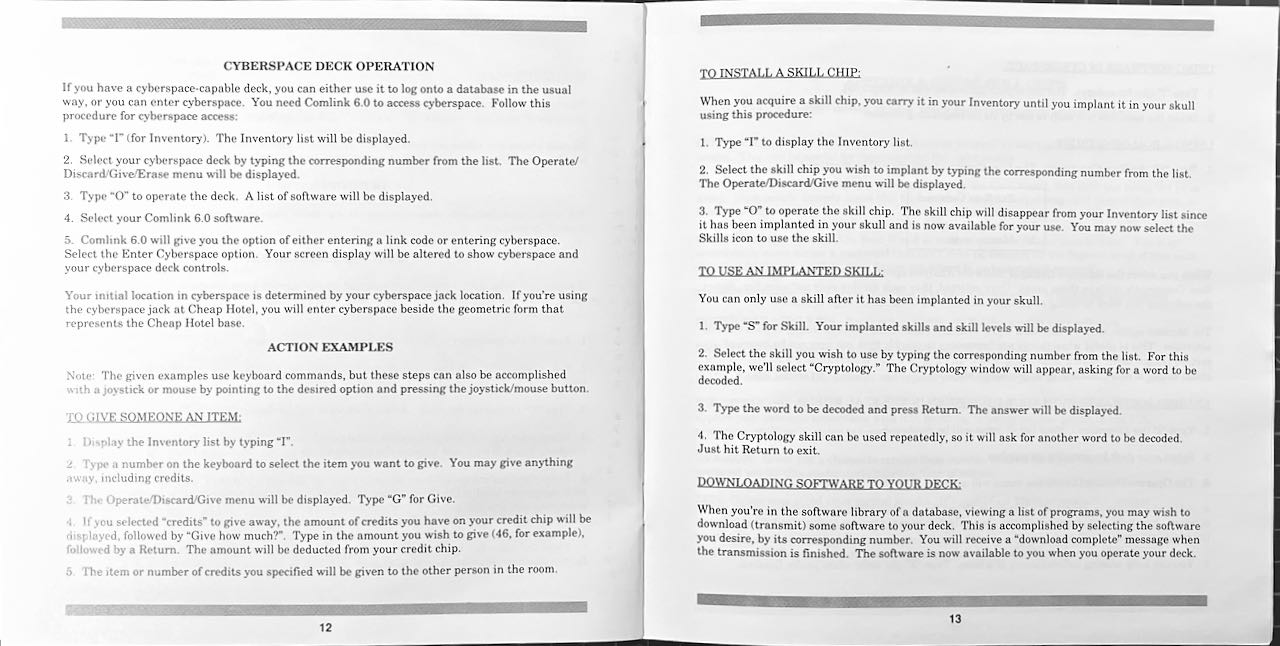 CYBERSPACE DECK OPERATION
If you have a cyberspace-capable deck, you can either use it to log onto a database in the usual
way, or you can enter cyberspace. You need Comlink 6.0 to access cyberspace. Follow this
procedure for cyberspace access:
1. Type “I” (for Inventory). The Inventory list will be displayed.
2. Select your cyberspace deck by typing the corresponding number from the list. The Operate/
Discard/Give/Erase menu will be displayed.
3. Type “O” to operate the deck. A list of software will be displayed.
4. Select your Comlink 6.0 software.
5. Comlink 6.0 will give you the option of either entering a link code or entering cyberspace.
Select the Enter Cyberspace option. Your screen display will be altered to show cyberspace and
your cyberspace deck controls.
Your initial location in cyberspace is determined by your cyberspace jack location. If you're using
the cyberspace jack at Cheap Hotel, you will enter cyberspace beside the geometric form that
represents the Cheap Hotel base.
ACTION EXAMPLES
Note: The given examples use keyboard commands, but these steps can also be accomplished
with a joystick or mouse by pointing to the desired option and pressing the joystick/mouse button.
TO GIVE SOMEONE AN ITEM:
1. Display the Inventory list by typing “I”.
2. Type a number on the keyboard to select the item you want to give. You may give anything
away, including credits.
3. The Operate/Discard/Give menu will be displayed. Type “G” for Give.
4. If you selected “credits” to give away, the amount of credits you have on your credit chip will be
displayed, followed by “Give how much?”. Type in the amount you wish to give (46, for example),
followed by a Return. The amount will be deducted from your credit chip.
5. The item or number of credits you specified will be given to the other person in the room.
12
TO INSTALL A SKILL CHIP:
When you acquire a skill chip, you carry it in your Inventory until you implant it in your skull
using this procedure:
1. Type “I” to display the Inventory list.
2. Select the skill chip you wish to implant by typing the corresponding number from the list.
The Operate/Discard/Give menu will be displayed.
3. Type “O” to operate the skill chip. The skill chip will disappear from your Inventory list since
it has been implanted in your skull and is now available for your use. You may now select the
Skills icon to use the skill.
TO USE AN IMPLANTED SKILL:
You can only use a skill after it has been implanted in your skull.
1. Type “S” for Skill. Your implanted skills and skill levels will be displayed.
2. Select the skill you wish to use by typing the corresponding number from the list. For this
example, we'll select “Cryptology.” The Cryptology window will appear, asking for a word to be
decoded.
3. Type the word to be decoded and press Return. The answer will be displayed.
4. The Cryptology skill can be used repeatedly, so it will ask for another word to be decoded.
Just hit Return to exit.
DOWNLOADING SOFTWARE TO YOUR DECK:
When you're in the software library of a database, viewing a list of programs, you may wish to
download (transmit) some software to your deck. This is accomplished by selecting the software
you desire, by its corresponding number. You will receive a “download complete” message when
the transmission is finished. The software is now available to you when you operate your deck.
13